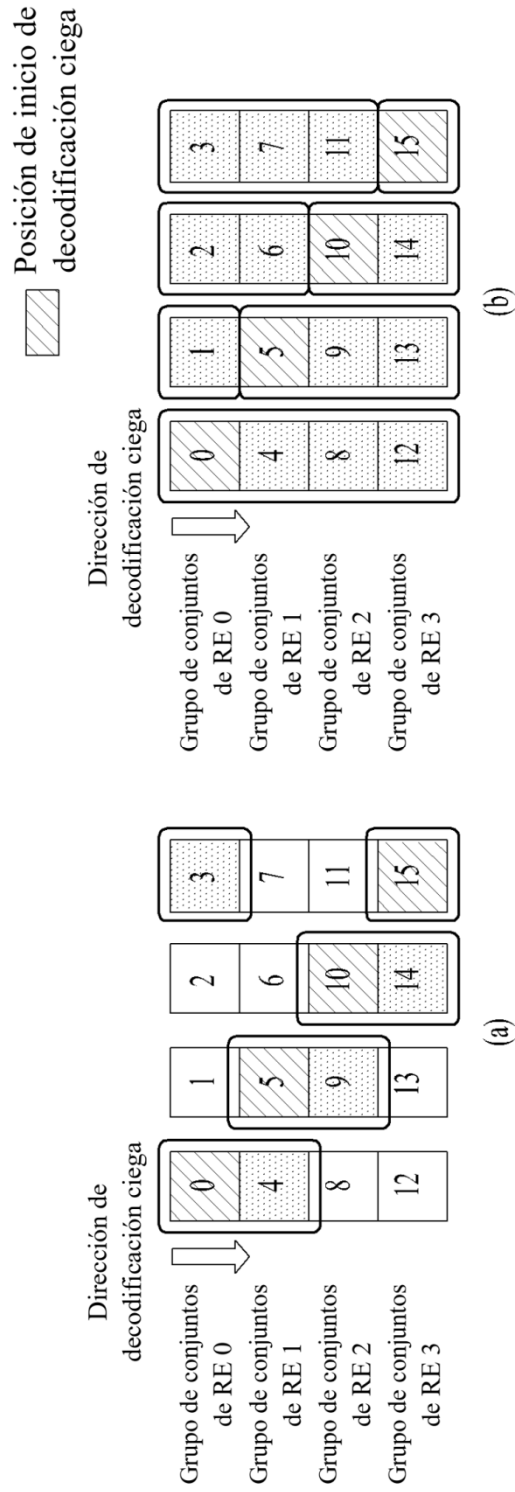 Posición de inicio de
decodificación ciega
Dirección de
decodificación ciega
Grupo de conjuntos
de RE 0
Grupo de conjuntos
de RE 1
Grupo de conjuntos
de RE 2
Grupo de conjuntos
de RE 3
0 1 2 3
4 5 6 7
8 9 10 11
12 13 14 15
(a)
Dirección de
decodificación ciega
Grupo de conjuntos
de RE 0
Grupo de conjuntos
de RE 1
Grupo de conjuntos
de RE 2
Grupo de conjuntos
de RE 3
0 1 2 3
4 5 6 7
8 9 10 11
12 13 14 15
(b)